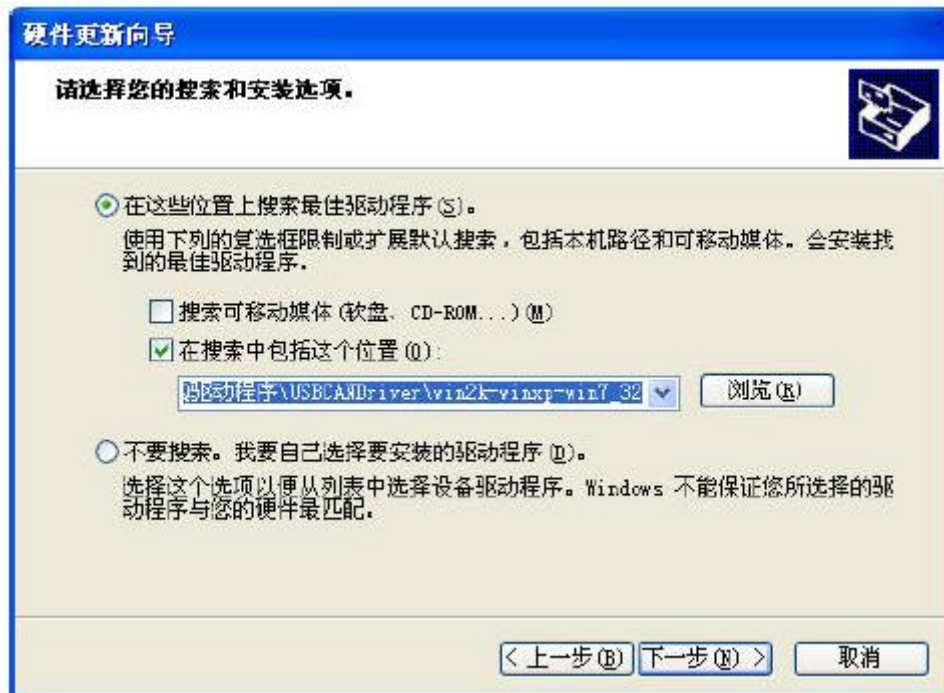 硬件更新向导
请选择您的搜索和安装选项。
在这些位置上搜索最佳驱动程序(S)。
使用下列的复选框限制或扩展默认搜索，包括本机路径和可移动媒体。会安装找
到的最佳驱动程序。
搜索可移动媒体(软盘、CD-ROM...)(M)
在搜索中包括这个位置(O):
驱动程序\USBCANDriver\win2k-winxp-win7_32
浏览(R)
不要搜索。我要自己选择要安装的驱动程序(D)。
选择这个选项以便从列表中选择设备驱动程序。Windows 不能保证您所选择的驱
动程序与您的硬件最匹配。
< 上一步(B) 下一步(N) > 取消